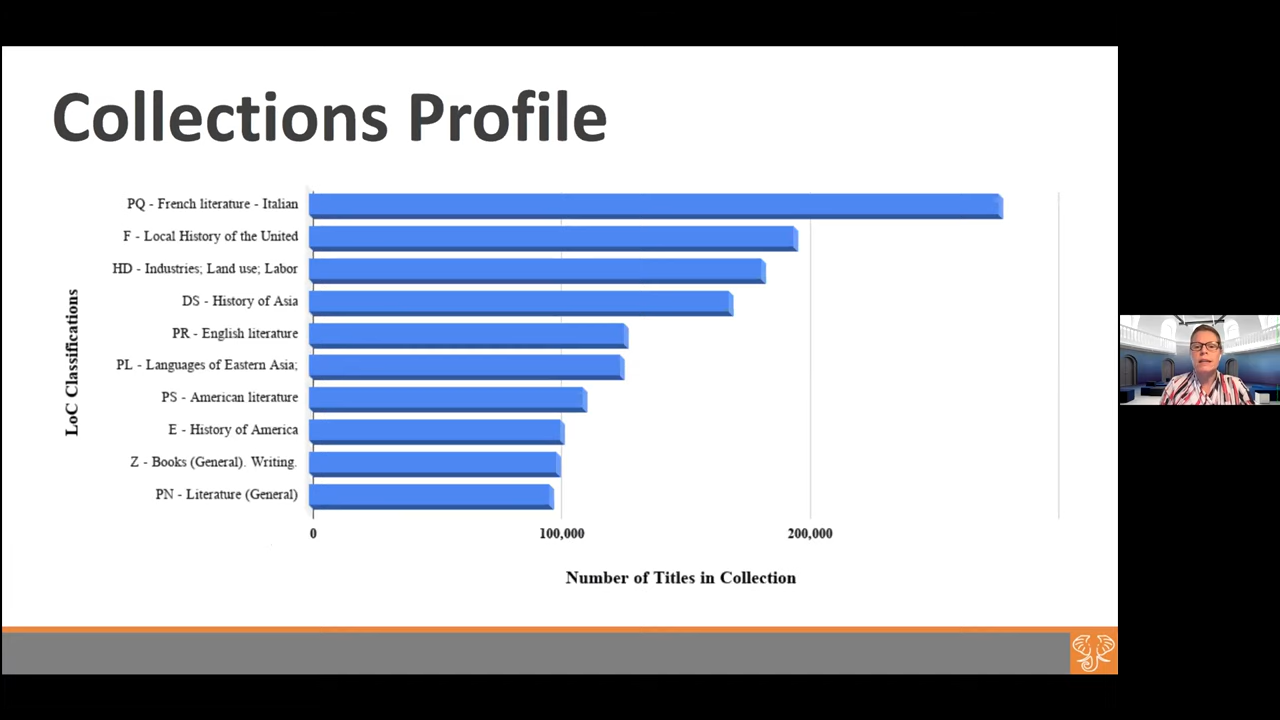 Collections Profile
PQ - French literature - Italian
F - Local History of the United
HD - Industries; Land use; Labor
DS - History of Asia
PR - English literature
PL - Languages of Eastern Asia;
PS - American literature
E - History of America
Z - Books (General). Writing.
PN - Literature (General)
LoC Classifications
0
100,000
200,000
Number of Titles in Collection